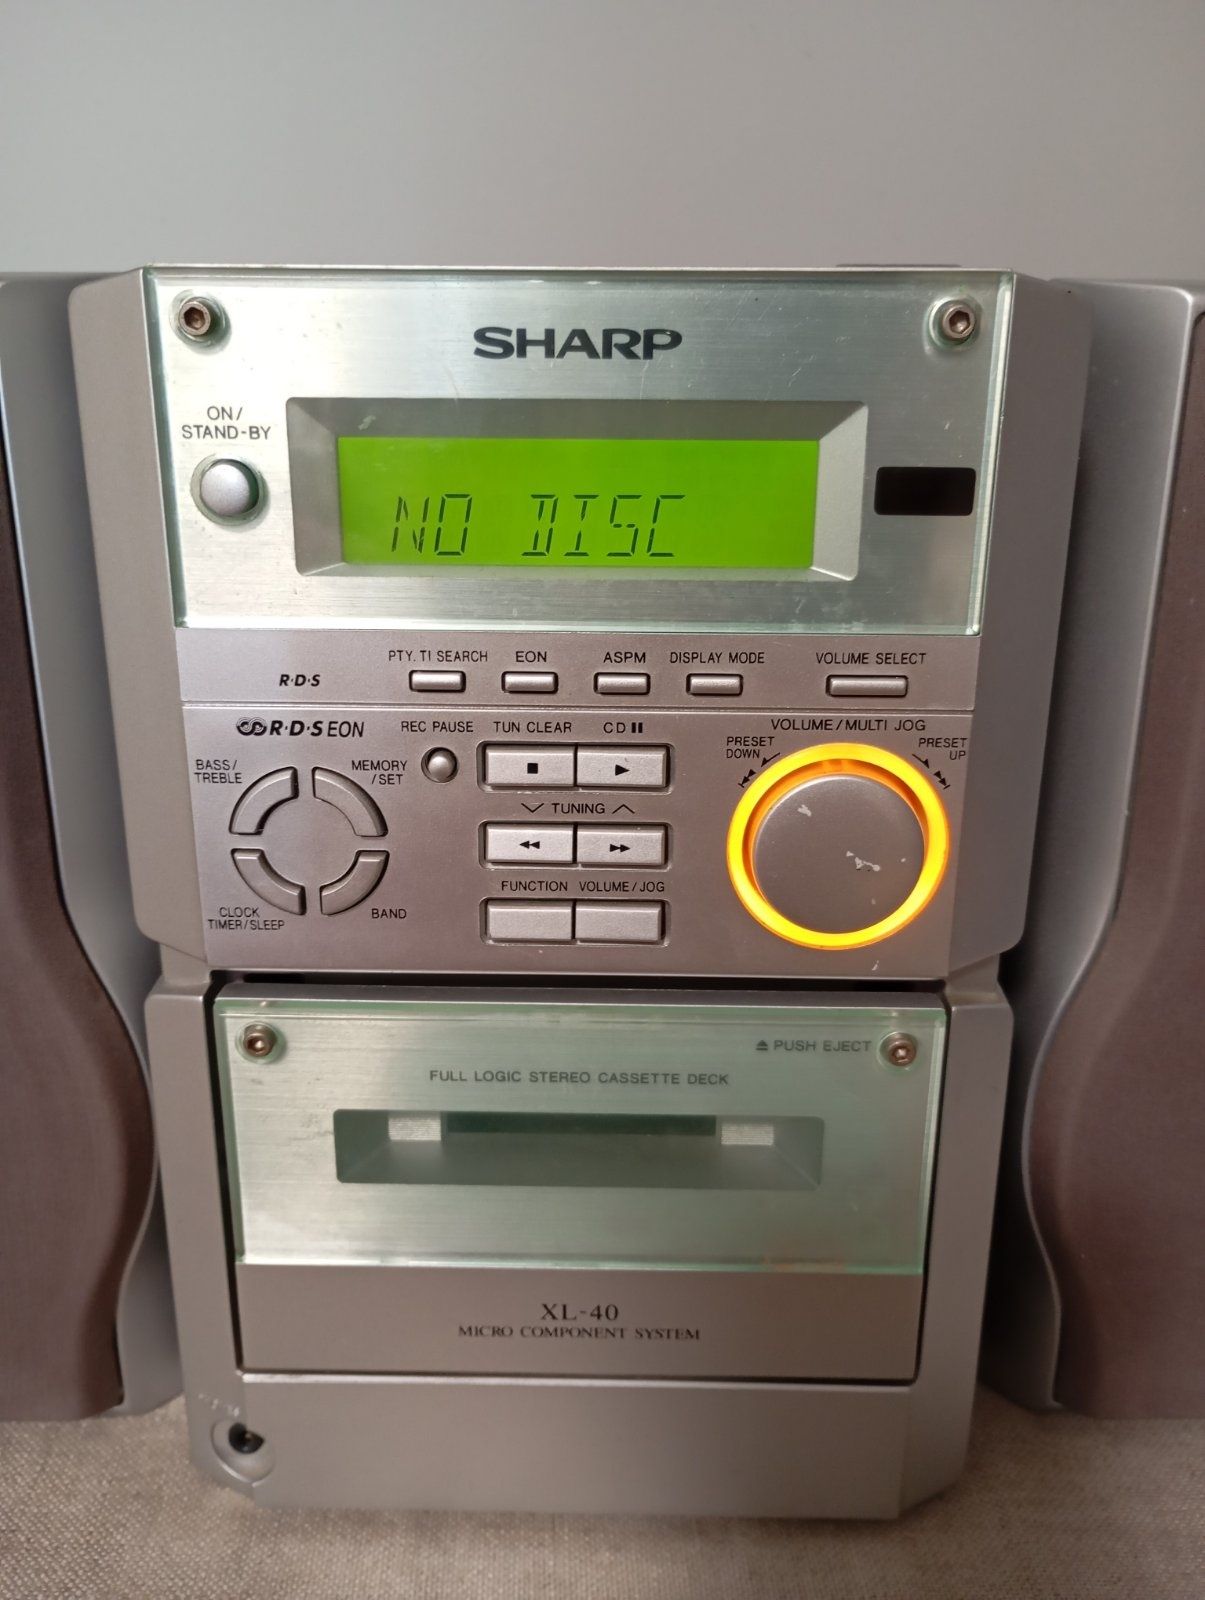 SHARP
ON/
STAND-BY
NO DISC
PTY. TI SEARCH
EON
ASPM
DISPLAY MODE
VOLUME SELECT
R·D·S
R·D·S EON
REC PAUSE
TUN CLEAR
CD
VOLUME/MULTI JOG
PRESET
DOWN
PRESET
UP
BASS/
TREBLE
MEMORY
/SET
TUNING
FUNCTION
VOLUME/JOG
CLOCK
TIMER/SLEEP
BAND
PUSH EJECT
FULL LOGIC STEREO CASSETTE DECK
XL-40
MICRO COMPONENT SYSTEM